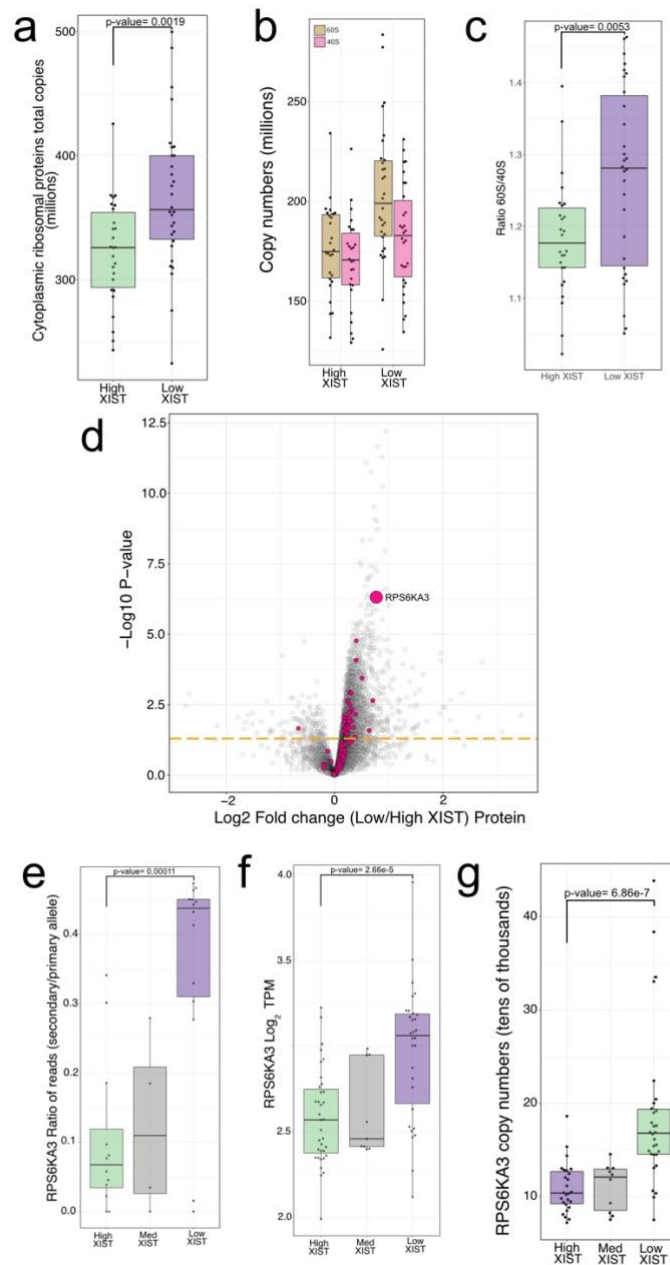 a
p-value= 0.0019
Cytoplasmic ribosomal proteins total copies
(millions)
500
400
300
High
XIST
Low
XIST
b
60S
40S
Copy numbers (millions)
250
200
150
High
XIST
Low
XIST
c
p-value= 0.0053
Ratio 60S/40S
1.4
1.3
1.2
1.1
High XIST
Low XIST
d
−Log10 P−value
12.5
10.0
7.5
5.0
2.5
0.0
RPS6KA3
−2
0
2
Log2 Fold change (Low/High XIST) Protein
e
p-value= 0.00011
RPS6KA3 Ratio of reads (secondary/primary allele)
0.4
0.3
0.2
0.1
0.0
High
XIST
Med
XIST
Low
XIST
f
p-value= 2.66e-5
RPS6KA3 Log2 TPM
4.0
3.5
3.0
2.5
2.0
High
XIST
Med
XIST
Low
XIST
g
p-value= 6.86e-7
RPS6KA3 copy numbers (tens of thousands)
40
30
20
10
High
XIST
Med
XIST
Low
XIST